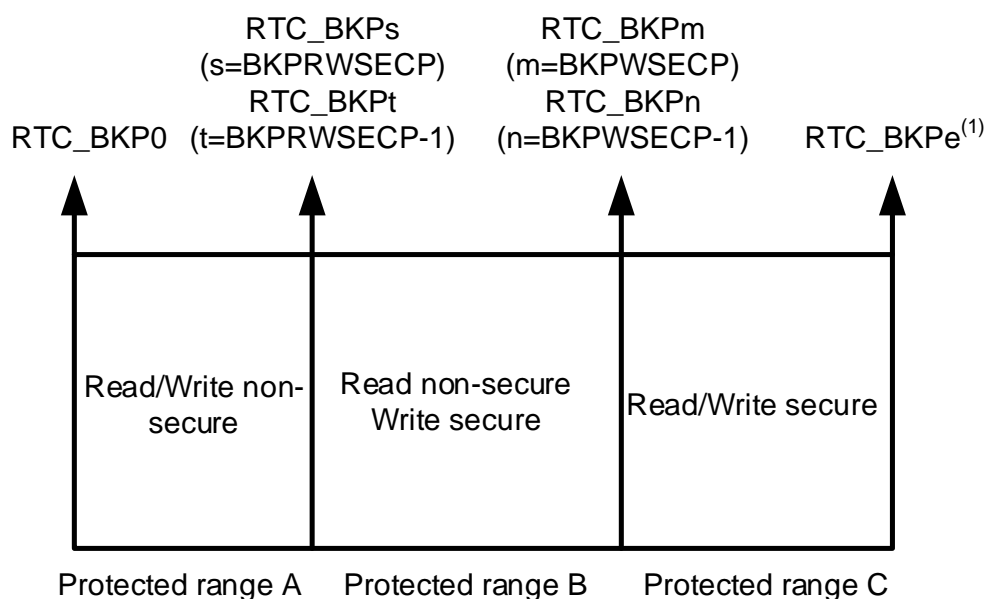 RTC_BKPs
(s=BKPRWSECP)
RTC_BKPt
(t=BKPRWSECP-1)
RTC_BKPm
(m=BKPWSECP)
RTC_BKPn
(n=BKPWSECP-1)
RTC_BKP0
RTC_BKPe(1)
Read/Write non-
secure
Read non-secure
Write secure
Read/Write secure
Protected range A
Protected range B
Protected range C